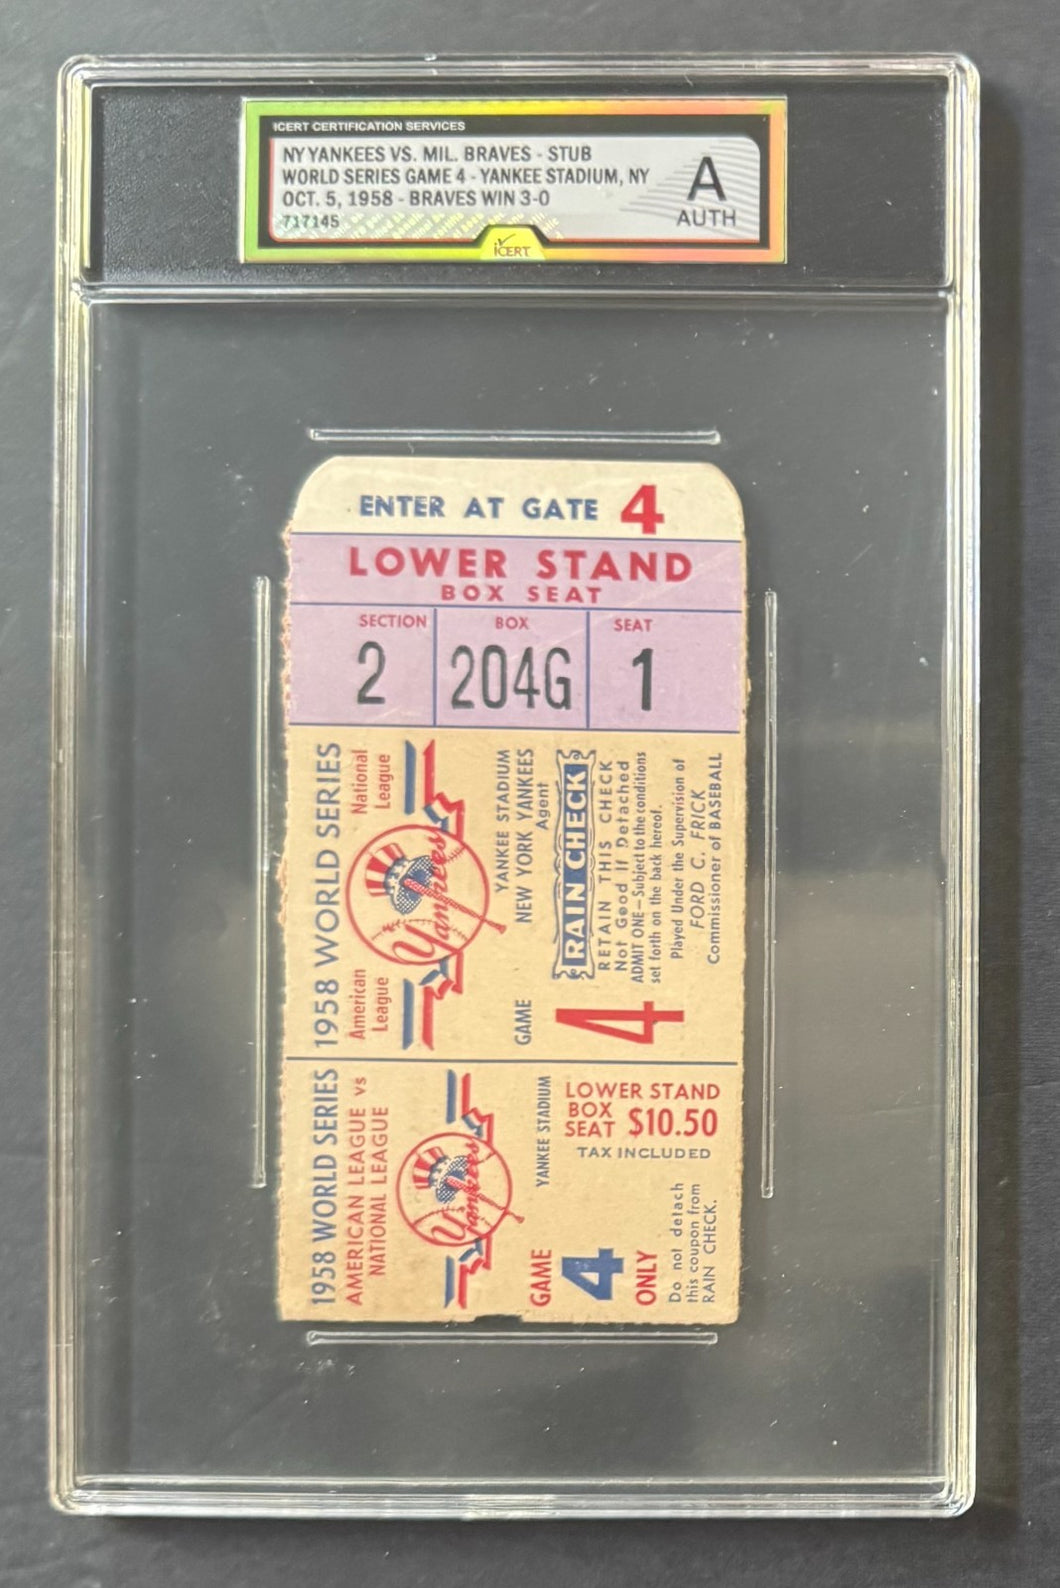 ICERT CERTIFICATION SERVICES
NY YANKEES VS. MIL. BRAVES - STUB
WORLD SERIES GAME 4 - YANKEE STADIUM, NY
OCT. 5, 1958 - BRAVES WIN 3-0
717145
A
AUTH
iCERT
ENTER AT GATE 4
LOWER STAND
BOX SEAT
SECTION BOX SEAT
2 204G 1
1958 WORLD SERIES
American League
National League
Yankees
YANKEE STADIUM
NEW YORK YANKEES
Agent
GAME
4
RAIN CHECK
RETAIN THIS CHECK
Not Good If Detached
ADMIT ONE—Subject to the conditions
set forth on the back hereof.
Played Under the Supervision of
FORD C. FRICK
Commissioner of BASEBALL
1958 WORLD SERIES
AMERICAN LEAGUE vs
NATIONAL LEAGUE
Yankees
YANKEE STADIUM
GAME
4
ONLY
LOWER STAND
BOX
SEAT $10.50
TAX INCLUDED
Do not detach
this coupon from
RAIN CHECK.